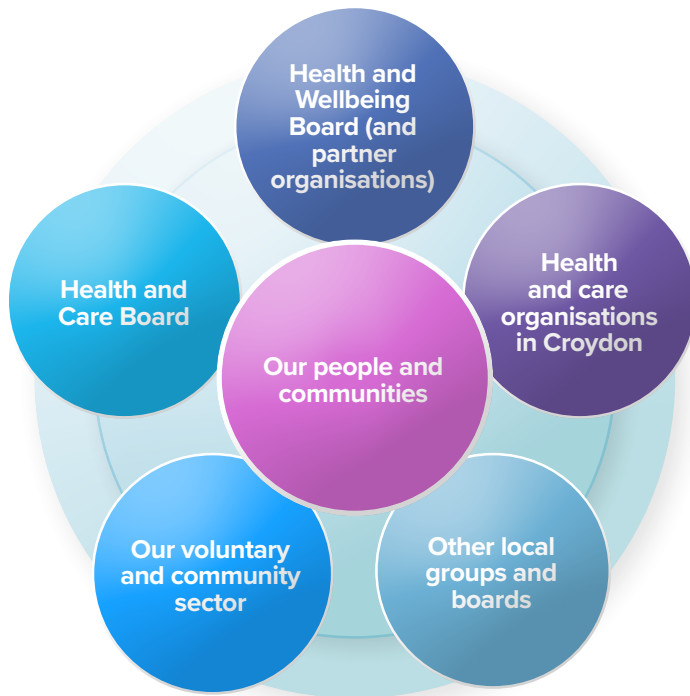 Health and
Wellbeing
Board (and
partner
organisations)
Health and
Care Board
Health
and care
organisations
in Croydon
Our people and
communities
Our voluntary
and community
sector
Other local
groups and
boards